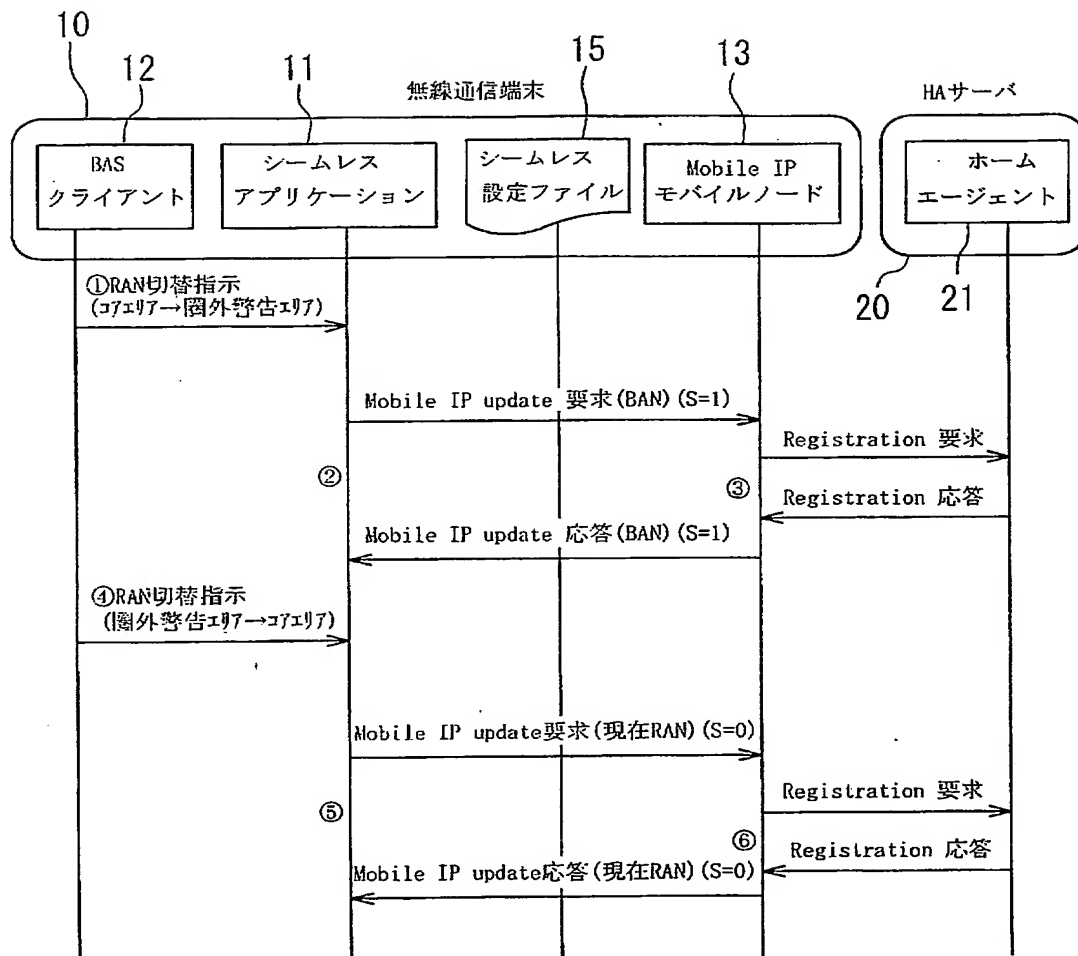 10
12
11
無線通信端末
15
13
HAサーバ
BAS
クライアント
シームレス
アプリケーション
シームレス
設定ファイル
Mobile IP
モバイルノード
ホーム
エージェント
20
21
①RAN切替指示
(コアエリア→圏外警告エリア)
Mobile IP update 要求(BAN)(S=1)
Registration 要求
②
③
Registration 応答
Mobile IP update 応答(BAN)(S=1)
④RAN切替指示
(圏外警告エリア→コアエリア)
Mobile IP update要求(現在RAN)(S=0)
Registration 要求
⑤
⑥
Registration 応答
Mobile IP update応答(現在RAN)(S=0)